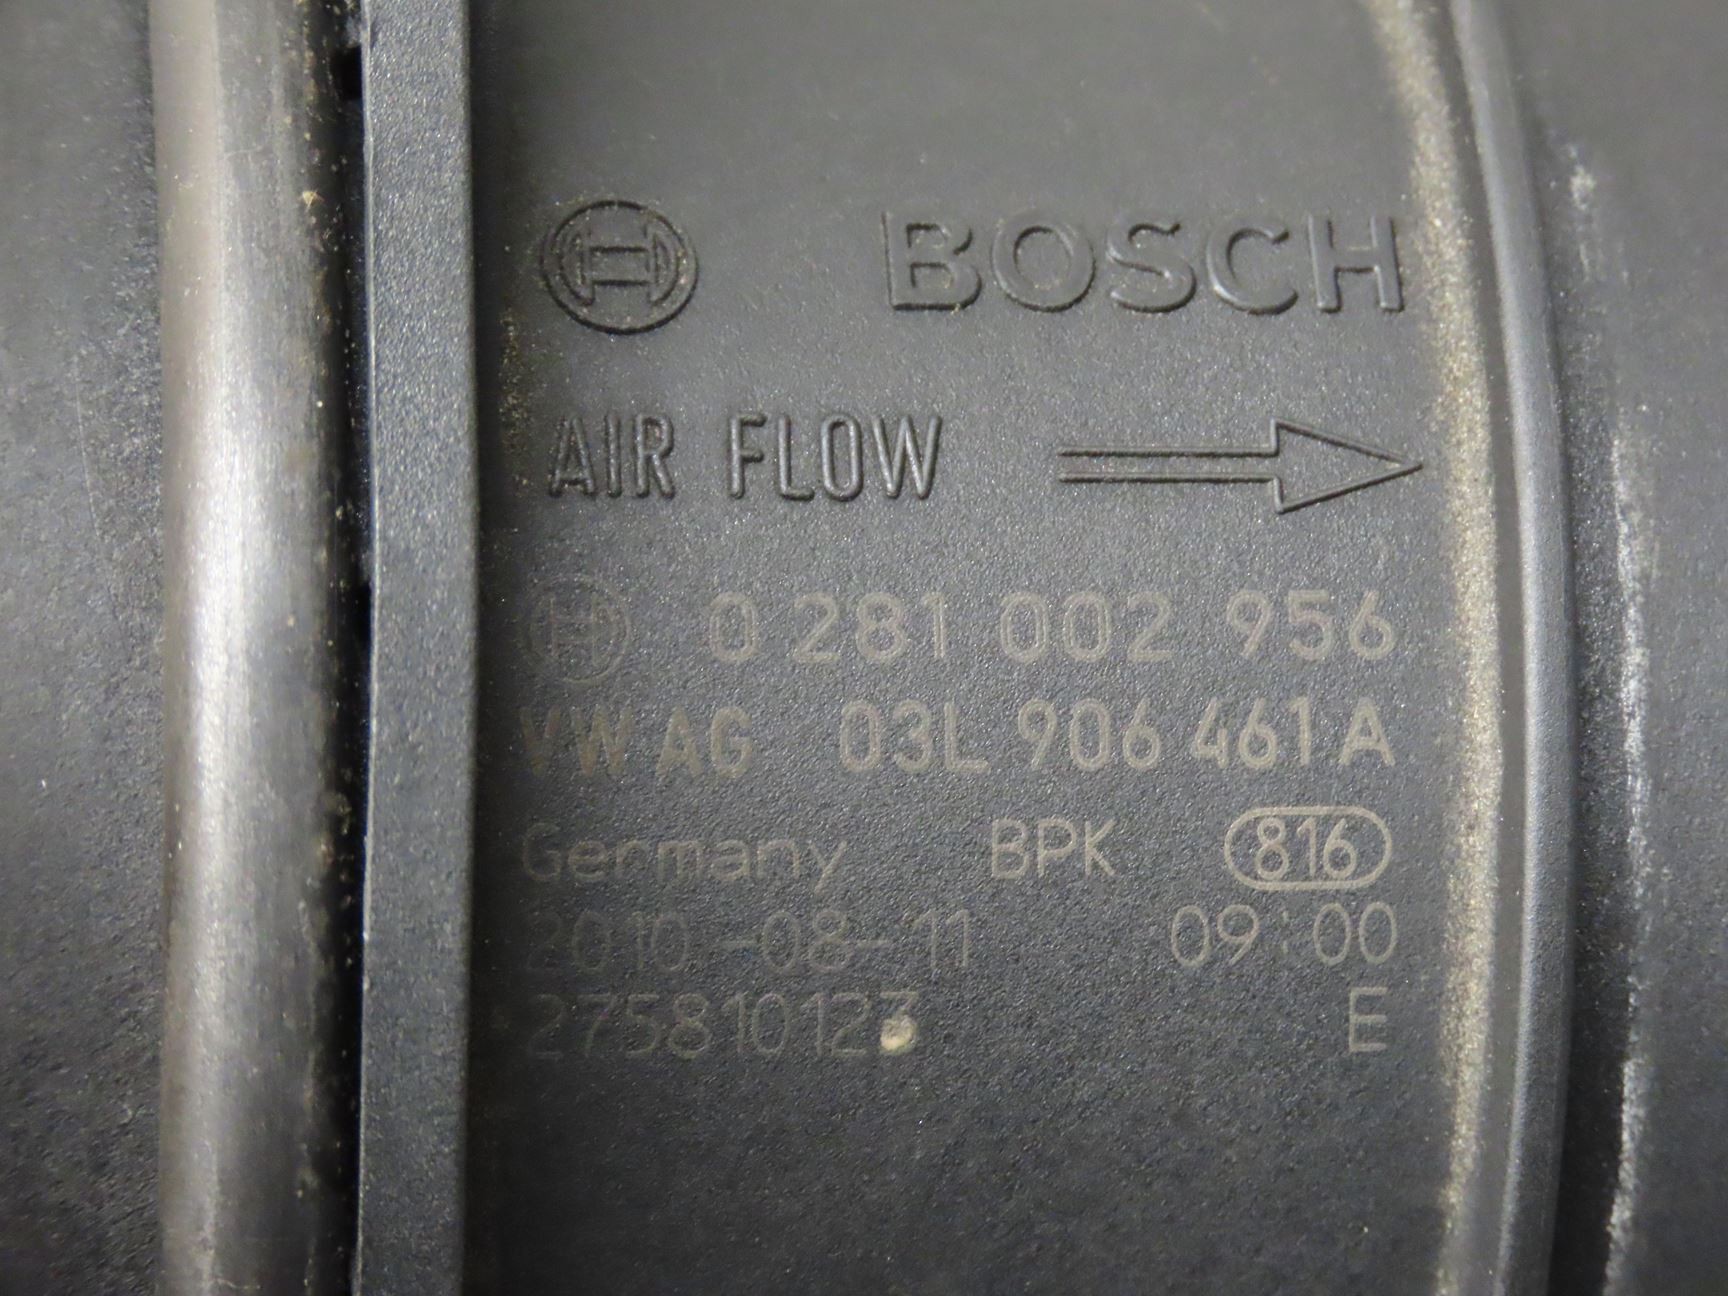 BOSCH
AIR FLOW
0 281 002 956
VW AG 03L 906 461 A
Germany BPK 816
2010-08-11 09:00
275810123 E